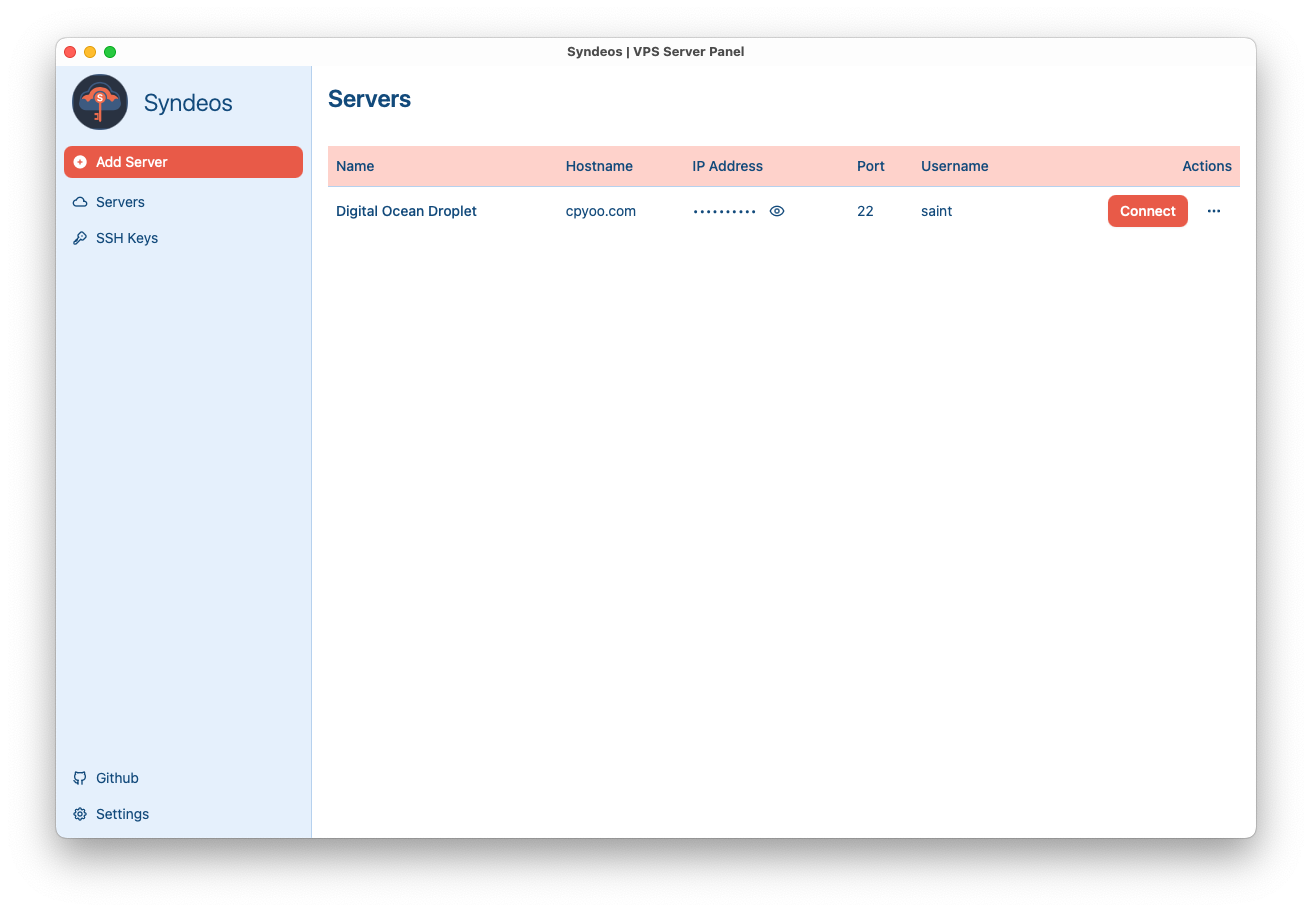 Syndeos | VPS Server Panel
S
Syndeos
Add Server
Servers
SSH Keys
Github
Settings
Servers
Name Hostname IP Address Port Username Actions
Digital Ocean Droplet cpyoo.com •••••••••• 22 saint Connect •••